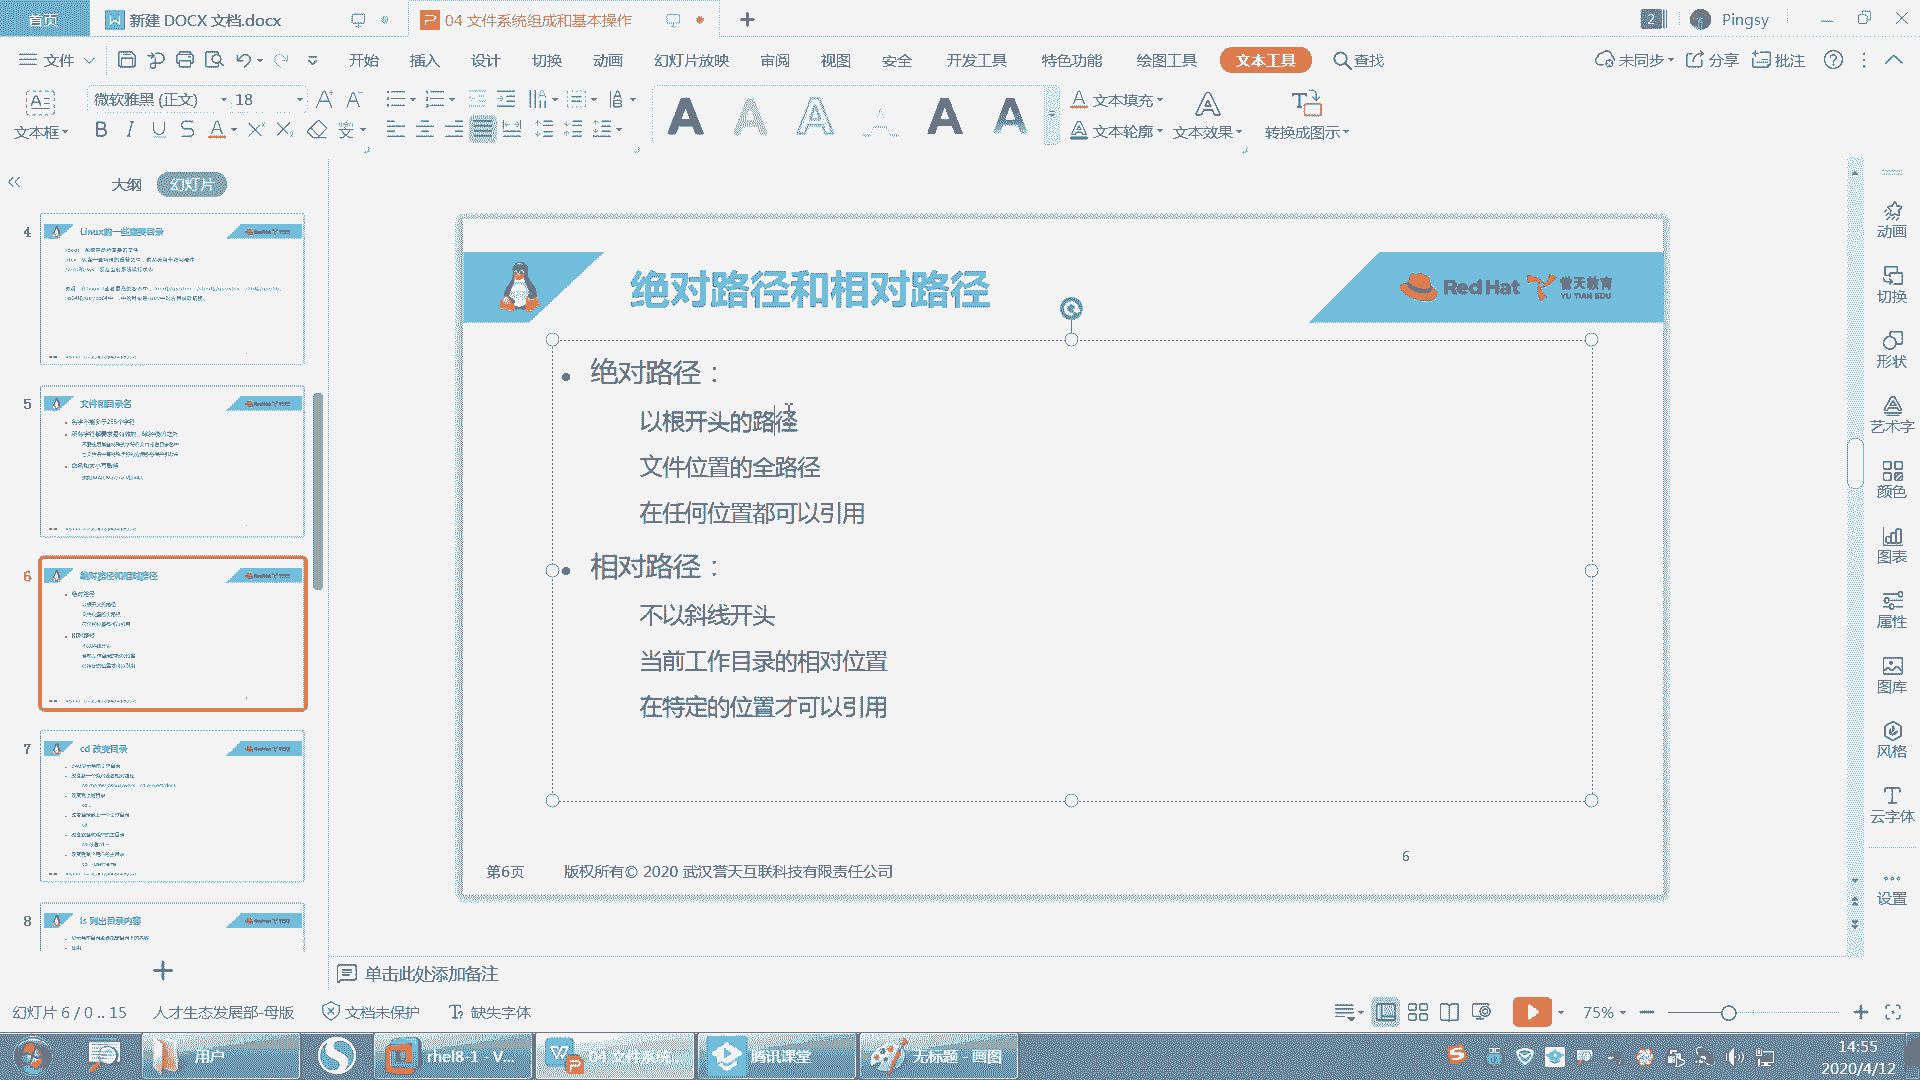 首页
新建 DOCX 文档.docx
04 文件系统组成和基本操作
2
Pingsy
文件
开始
插入
设计
切换
动画
幻灯片放映
审阅
视图
安全
开发工具
特色功能
绘图工具
文本工具
查找
未同步
分享
批注
文本框
微软雅黑 (正文)
18
文本填充
文本轮廓
文本效果
转换成图示
大纲
幻灯片
4
Linux的一些重要目录
5
文件和目录名
6
绝对路径和相对路径
7
cd 改变目录
8
ls 列出目录内容
绝对路径和相对路径
Red Hat
誉天教育
YU TIAN EDU
绝对路径：
以根开头的路径
文件位置的全路径
在任何位置都可以引用
相对路径：
不以斜线开头
当前工作目录的相对位置
在特定的位置才可以引用
第6页
版权所有© 2020 武汉誉天互联科技有限责任公司
6
动画
切换
形状
艺术字
颜色
图表
属性
图库
风格
云字体
设置
单击此处添加备注
幻灯片 6 / 0 .. 15
人才生态发展部-母版
文档未保护
缺失字体
75%
用户
rhel8-1 - V...
04 文件系统...
腾讯课堂
无标题 - 画图
14:55
2020/4/12